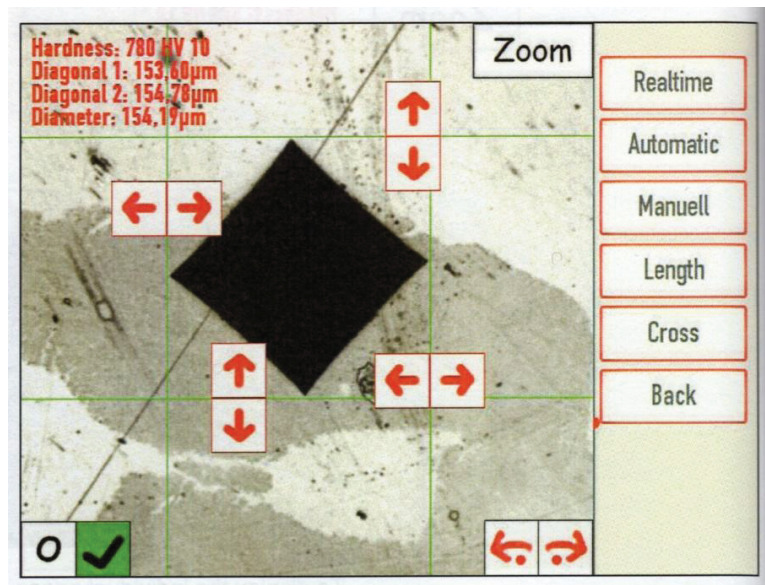 Hardness: 780 HV 10
Diagonal 1: 153,60µm
Diagonal 2: 154,78µm
Diameter: 154,19µm
Zoom
Realtime
Automatic
Manuell
Length
Cross
Back
O